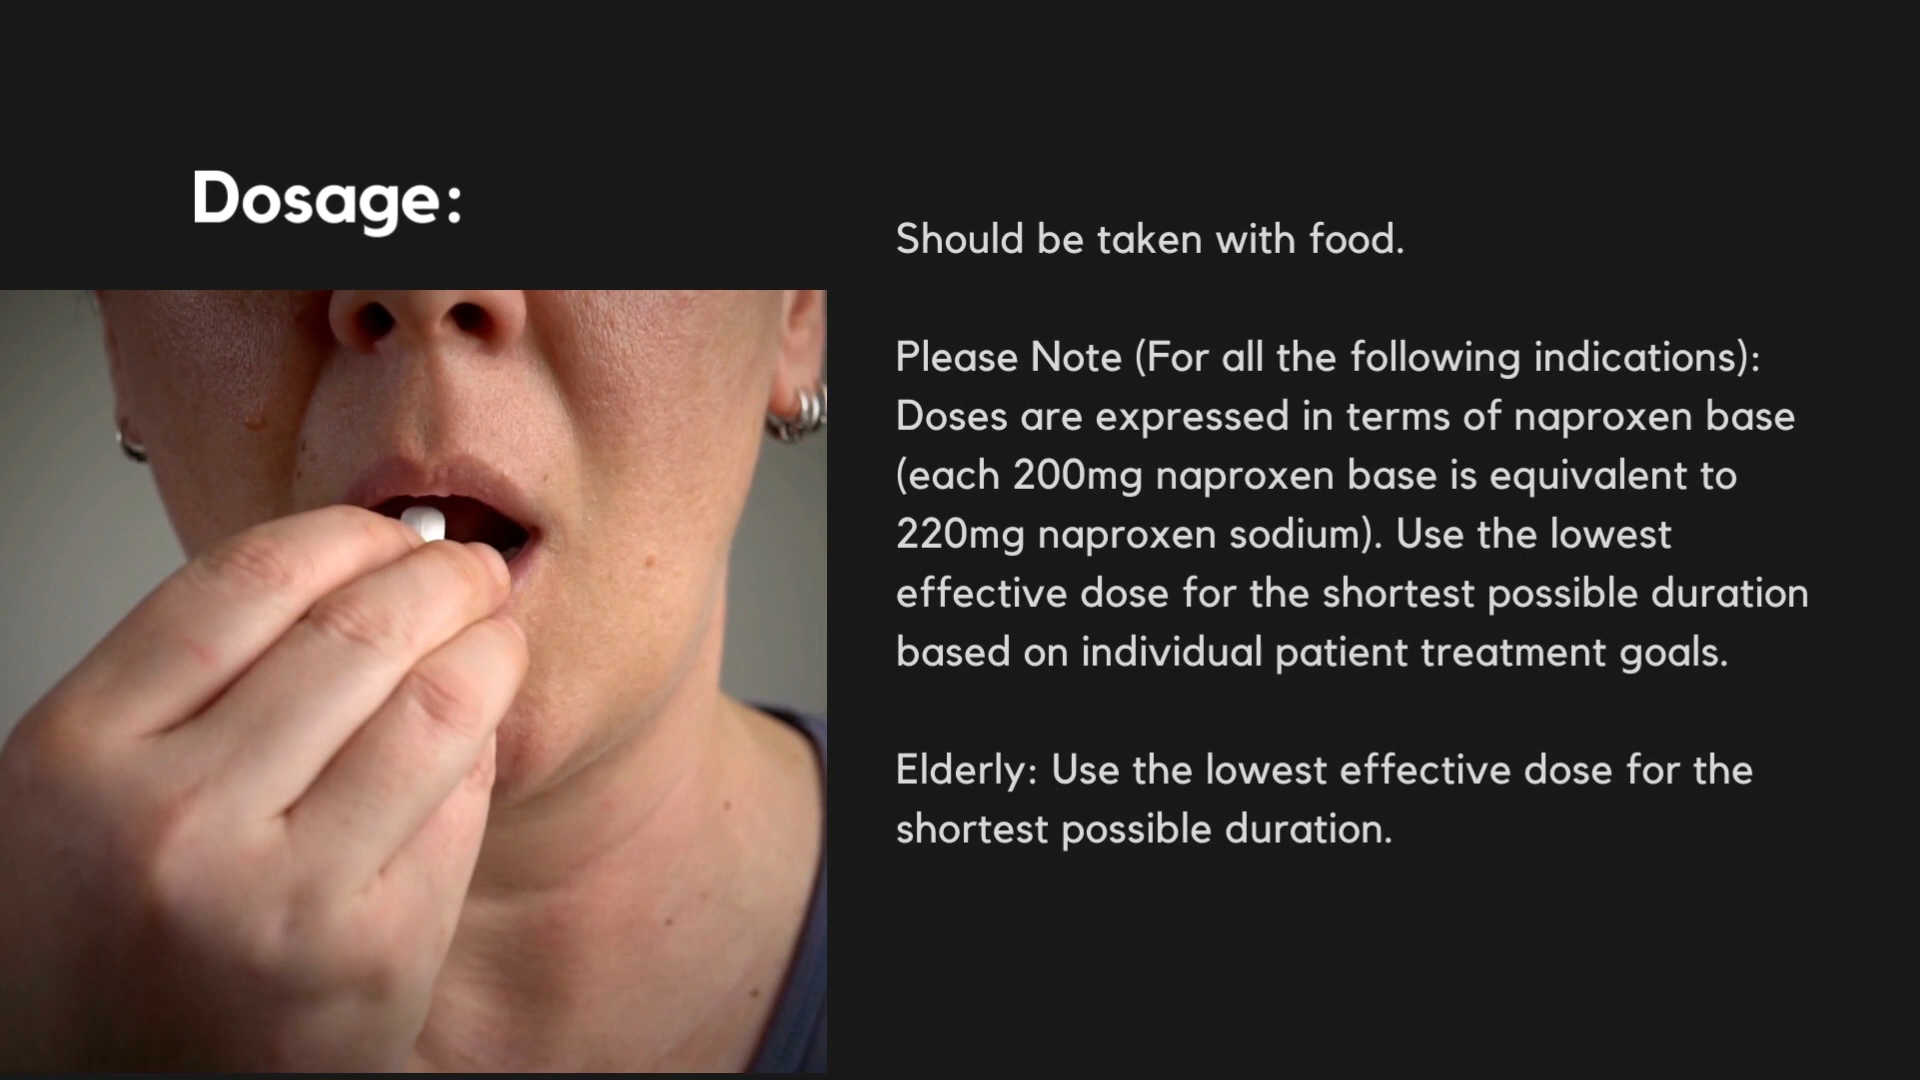 Dosage:
Should be taken with food.
Please Note (For all the following indications):
Doses are expressed in terms of naproxen base
(each 200mg naproxen base is equivalent to
220mg naproxen sodium). Use the lowest
effective dose for the shortest possible duration
based on individual patient treatment goals.
Elderly: Use the lowest effective dose for the
shortest possible duration.